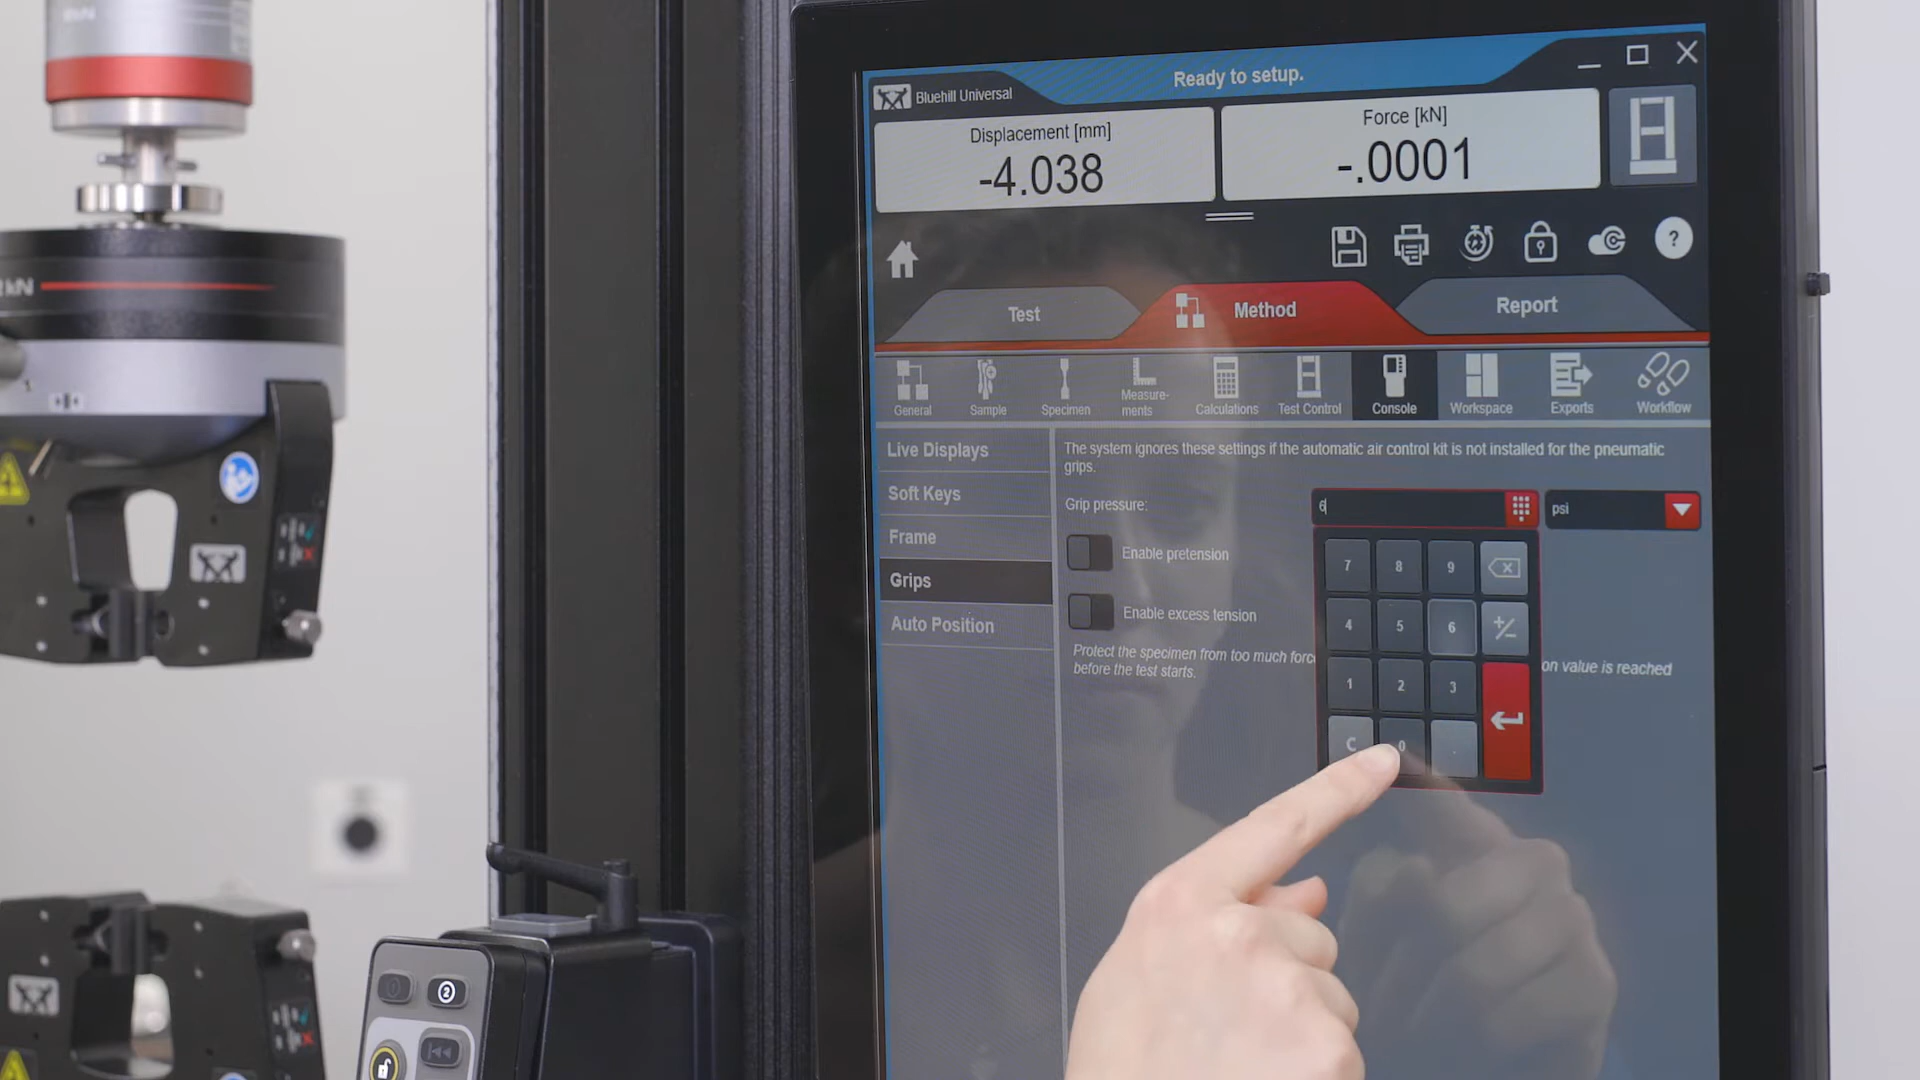 Ready to setup.
Bluehill Universal
Displacement [mm]
-4.038
Force [kN]
-.0001
?
Test
Method
Report
General
Sample
Specimen
Measure-
ments
Calculations
Test Control
Console
Workspace
Exports
Workflow
Live Displays
Soft Keys
Frame
Grips
Auto Position
The system ignores these settings if the automatic air control kit is not installed for the pneumatic
grips.
Grip pressure:
6
psi
Enable pretension
Enable excess tension
Protect the specimen from too much
on value is reached
before the test starts.
7 8 9
4 5 6 +/-
1 2 3
C 0 .
kN
2